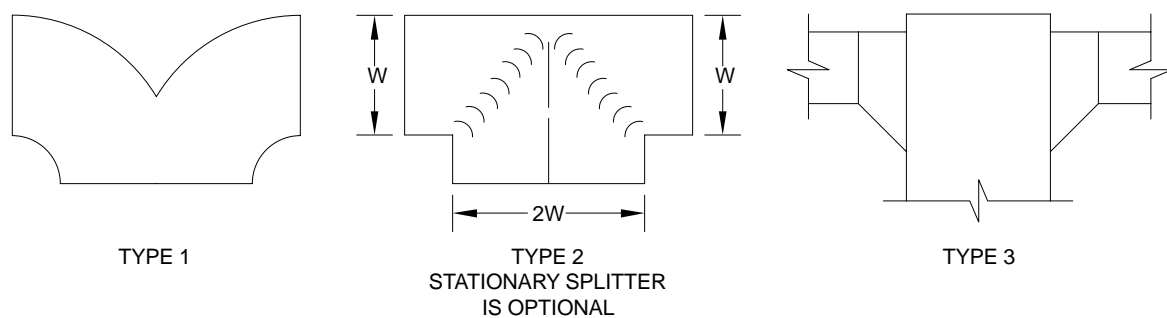 W
W
2W
TYPE 1
TYPE 2
STATIONARY SPLITTER
IS OPTIONAL
TYPE 3